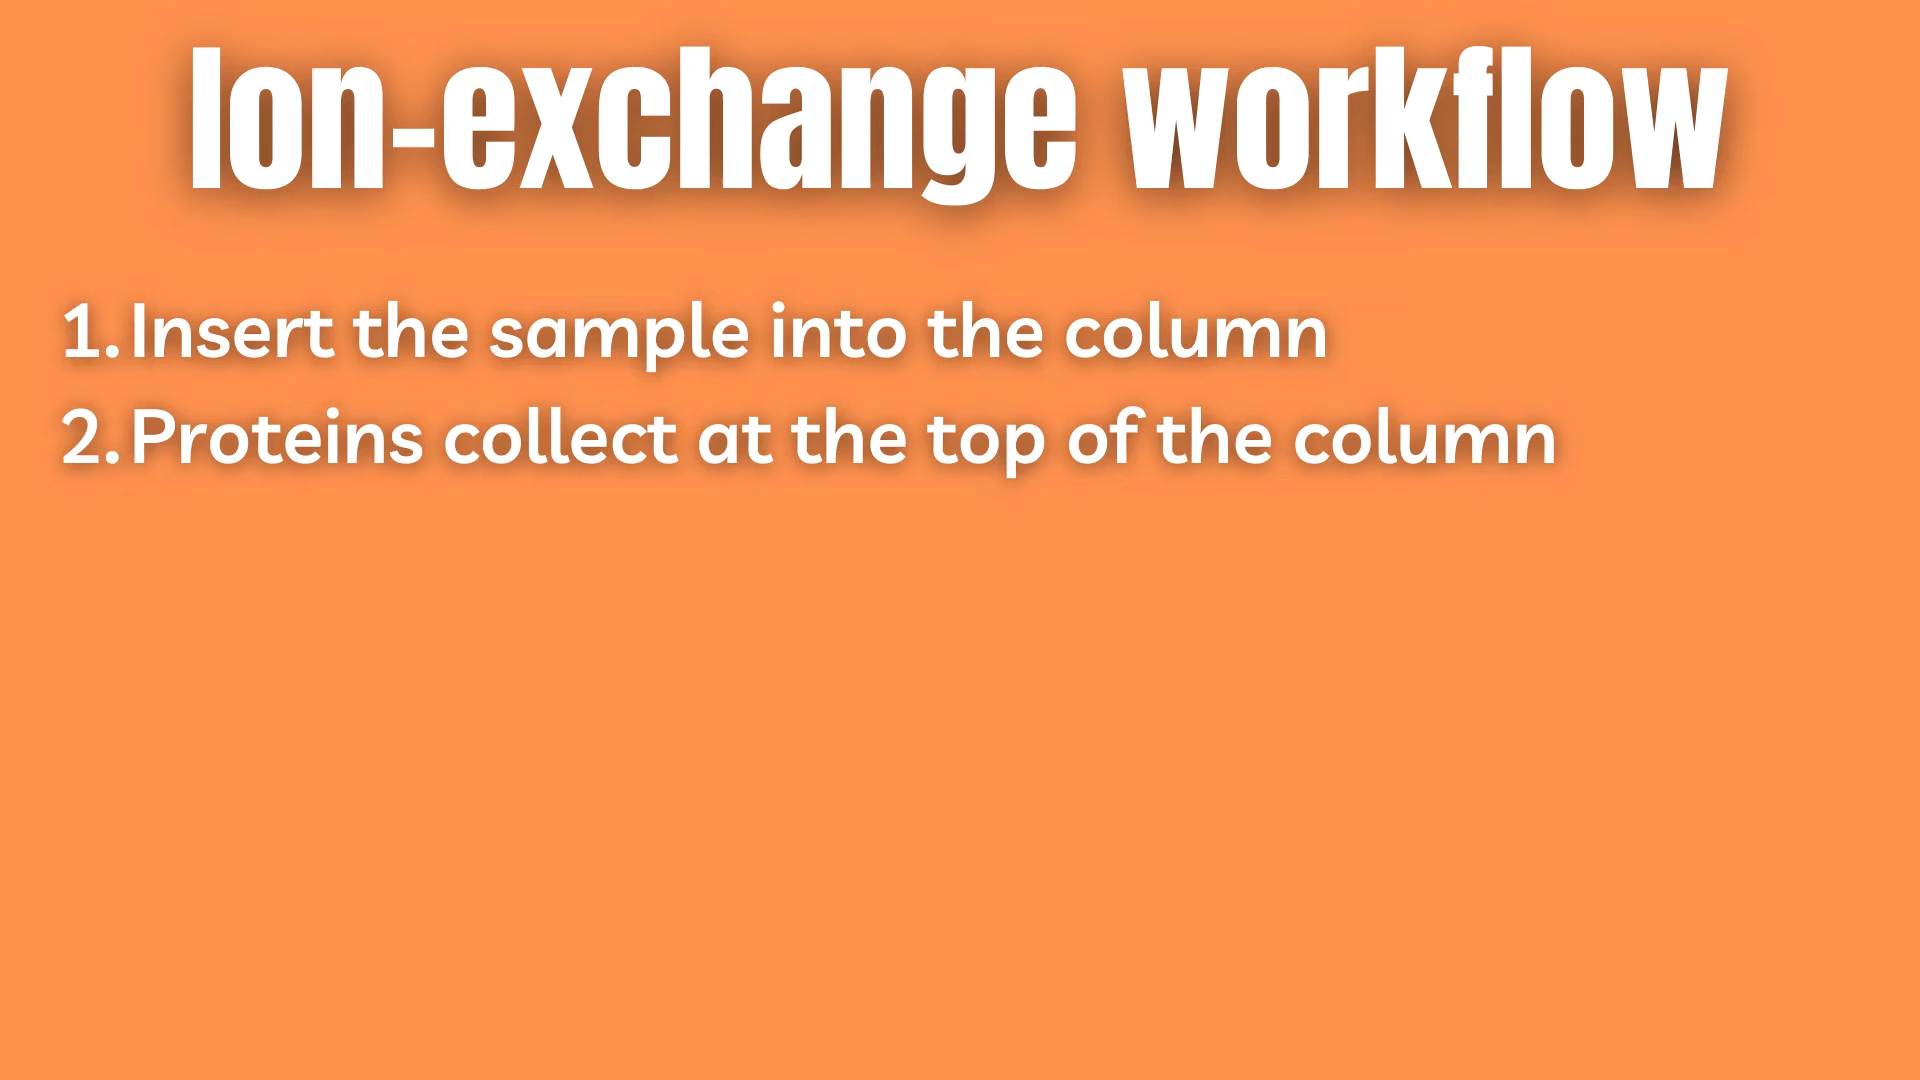 Ion-exchange workflow
1. Insert the sample into the column
2. Proteins collect at the top of the column